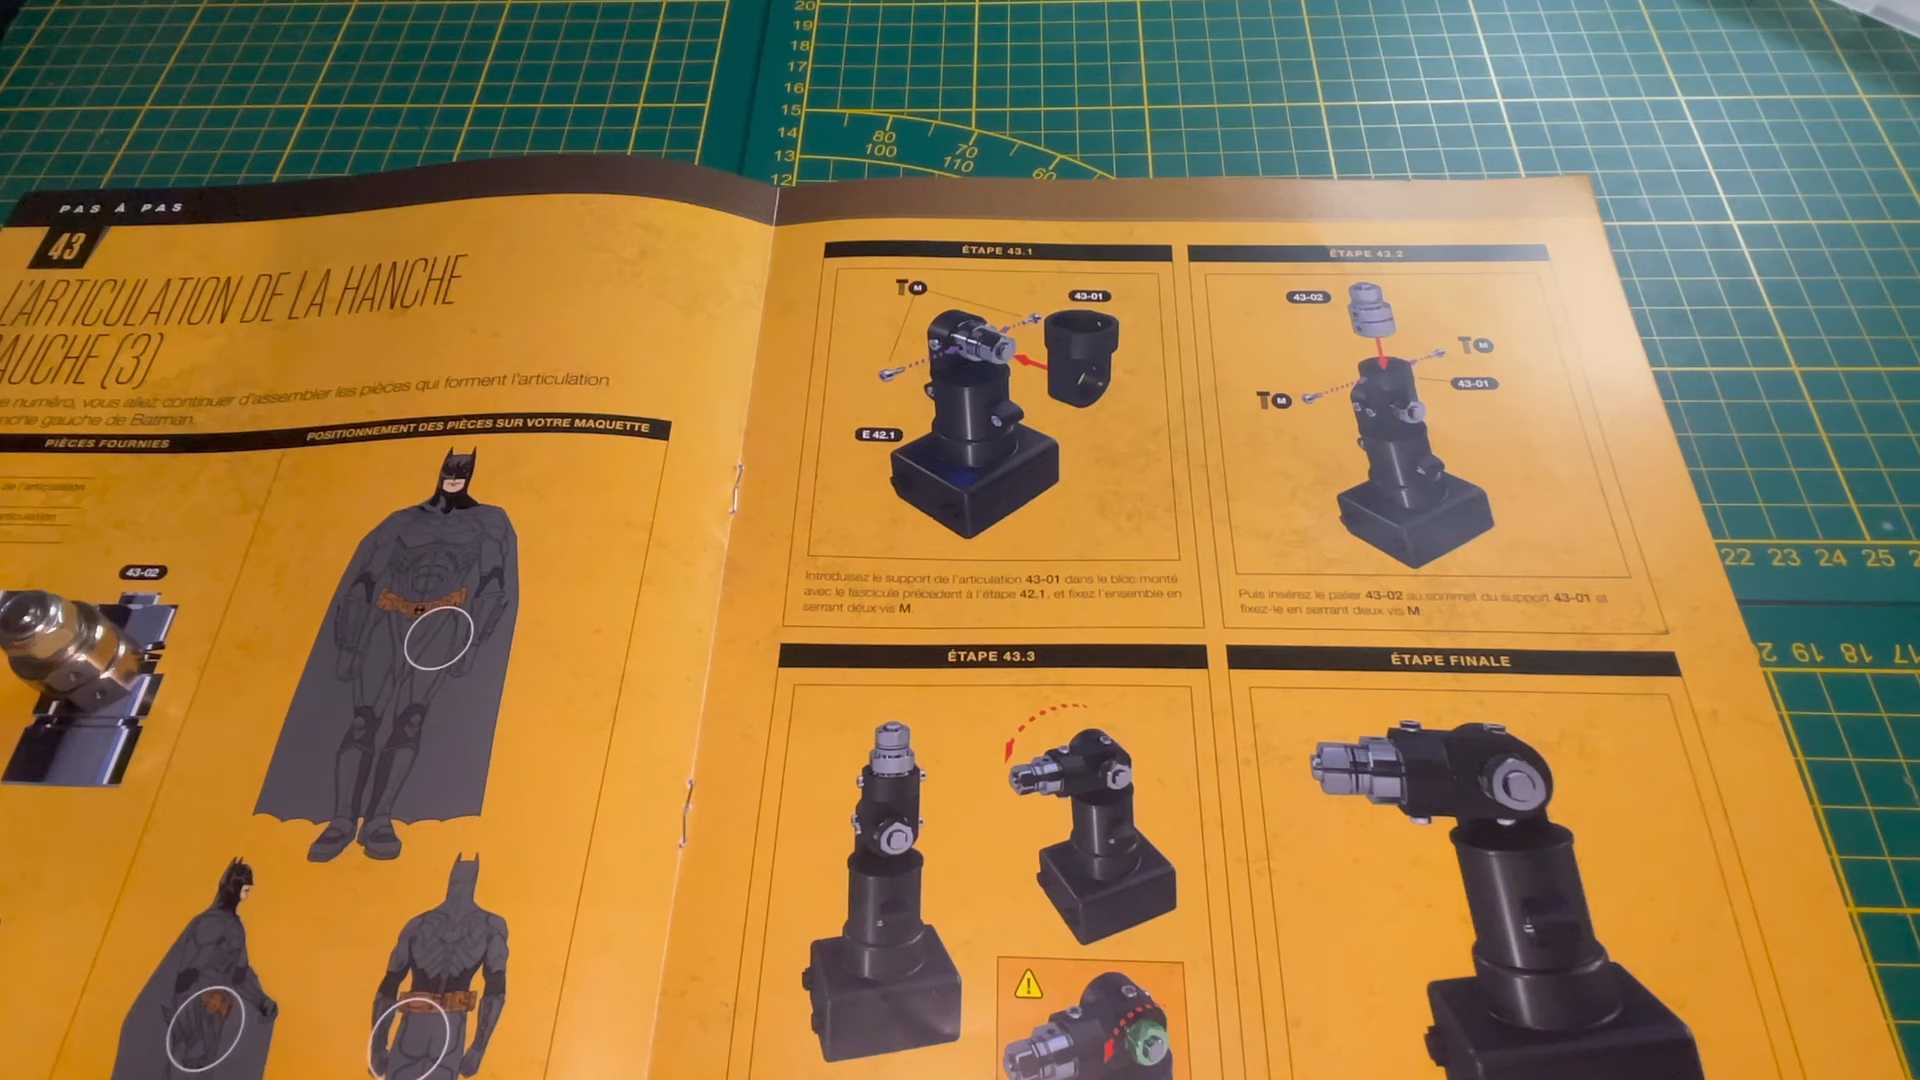 20
19
18
17
16
15
14
13
12
80
100
70
110
60
PAS À PAS
43
L'ARTICULATION DE LA HANCHE
AUCHE (3)
e numéro, vous allez continuer d'assembler les pièces qui forment l'articulation
nche gauche de Batman.
PIÈCES FOURNIES
POSITIONNEMENT DES PIÈCES SUR VOTRE MAQUETTE
de l'articulation
articulation
43-02
ÉTAPE 43.1
T M
43-01
E 42.1
Introduisez le support de l'articulation 43-01 dans le bloc monté
avec le fascicule précédent à l'étape 42.1, et fixez l'ensemble en
serrant deux vis M.
ÉTAPE 43.2
43-02
T M
43-01
T M
Puis insérez le palier 43-02 au sommet du support 43-01 et
fixez-le en serrant deux vis M.
ÉTAPE 43.3
!
ÉTAPE FINALE
22 23 24 25 2
17 18 19 2